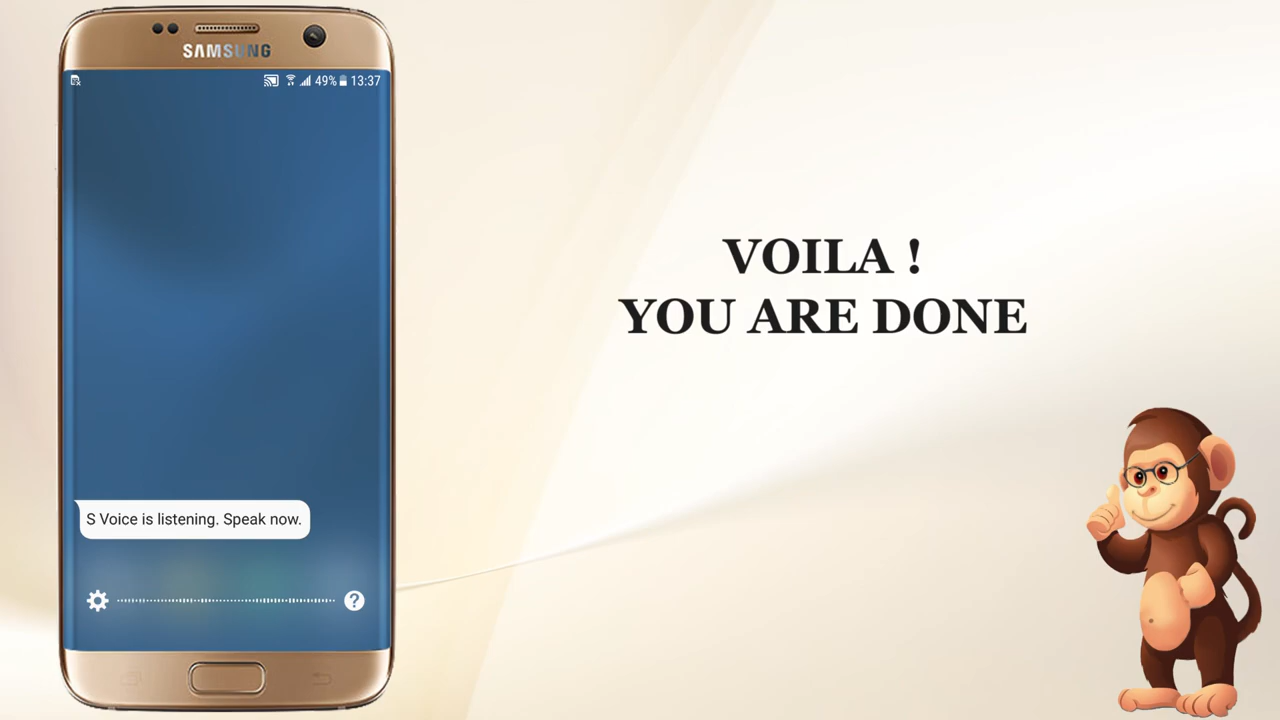 SAMSUNG
49% 13:37
VOILA !
YOU ARE DONE
S Voice is listening. Speak now.
?